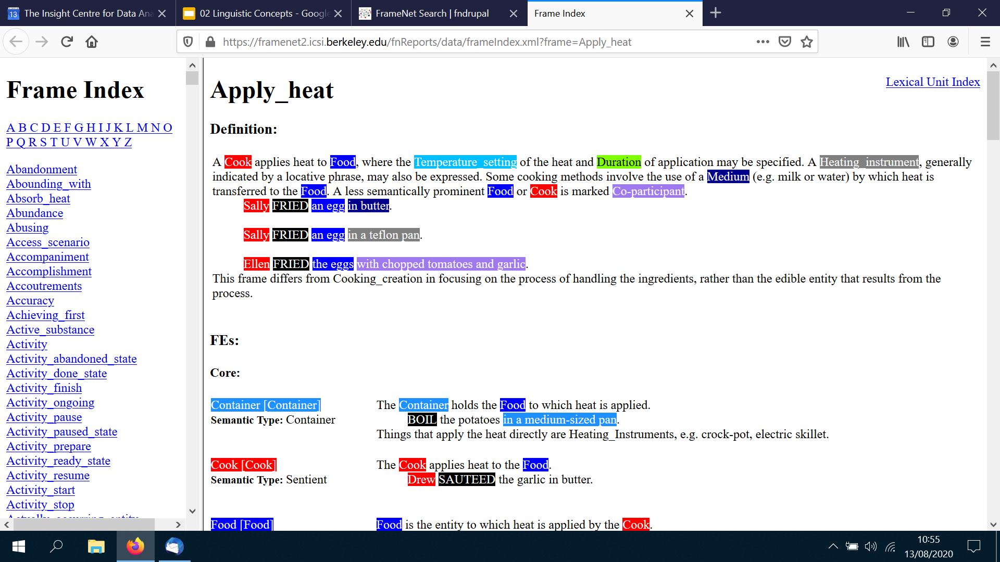 The Insight Centre for Data Ana
02 Linguistic Concepts - Google
FrameNet Search | fndrupal
Frame Index
https://framenet2.icsi.berkeley.edu/fnReports/data/frameIndex.xml?frame=Apply_heat
Frame Index
A B C D E F G H I J K L M N O
P Q R S T U V W X Y Z
Abandonment
Abounding_with
Absorb_heat
Abundance
Abusing
Access_scenario
Accompaniment
Accomplishment
Accoutrements
Accuracy
Achieving_first
Active_substance
Activity
Activity_abandoned_state
Activity_done_state
Activity_finish
Activity_ongoing
Activity_pause
Activity_paused_state
Activity_prepare
Activity_ready_state
Activity_resume
Activity_start
Activity_stop
Actually_occurring_entity
Lexical Unit Index
Apply_heat
Definition:
A Cook applies heat to Food, where the Temperature_setting of the heat and Duration of application may be specified. A Heating_instrument, generally
indicated by a locative phrase, may also be expressed. Some cooking methods involve the use of a Medium (e.g. milk or water) by which heat is
transferred to the Food. A less semantically prominent Food or Cook is marked Co-participant.
Sally FRIED an egg in butter.
Sally FRIED an egg in a teflon pan.
Ellen FRIED the eggs with chopped tomatoes and garlic.
This frame differs from Cooking_creation in focusing on the process of handling the ingredients, rather than the edible entity that results from the
process.
FEs:
Core:
Container [Container]
Semantic Type: Container
The Container holds the Food to which heat is applied.
BOIL the potatoes in a medium-sized pan.
Things that apply the heat directly are Heating_Instruments, e.g. crock-pot, electric skillet.
Cook [Cook]
Semantic Type: Sentient
The Cook applies heat to the Food.
Drew SAUTEED the garlic in butter.
Food [Food]
Food is the entity to which heat is applied by the Cook.
10:55
13/08/2020